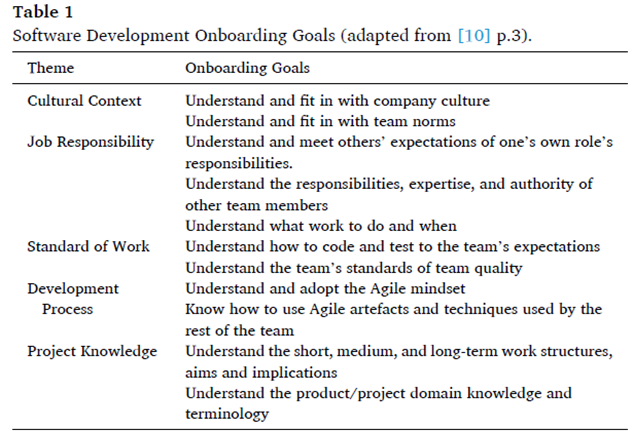 Table 1
Software Development Onboarding Goals (adapted from [10] p.3).
Theme Onboarding Goals
Cultural Context Understand and fit in with company culture
Understand and fit in with team norms
Job Responsibility Understand and meet others’ expectations of one’s own role’s
responsibilities.
Understand the responsibilities, expertise, and authority of
other team members
Understand what work to do and when
Standard of Work Understand how to code and test to the team’s expectations
Understand the team’s standards of team quality
Development Understand and adopt the Agile mindset
Process Know how to use Agile artefacts and techniques used by the
rest of the team
Project Knowledge Understand the short, medium, and long-term work structures,
aims and implications
Understand the product/project domain knowledge and
terminology